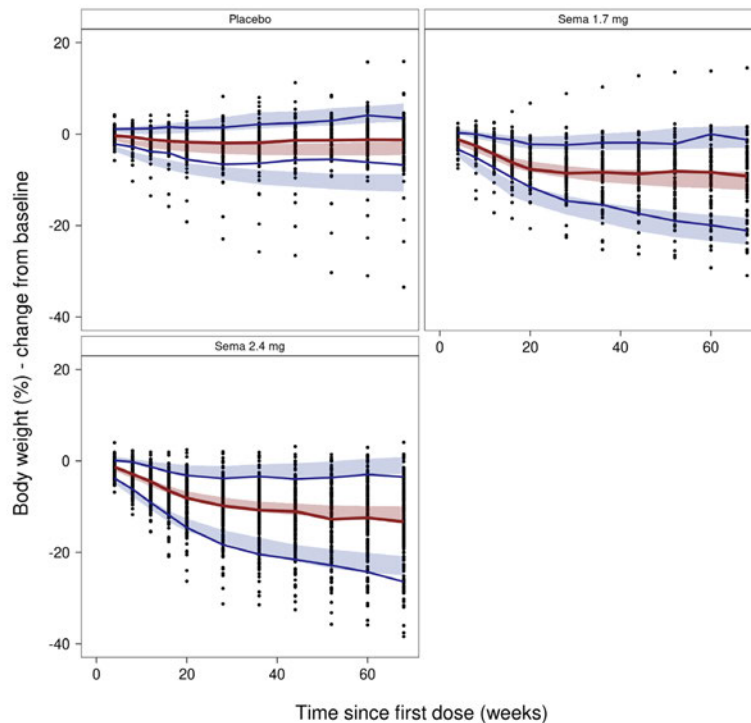 Placebo
Sema 1.7 mg
20
0
-20
-40
Sema 2.4 mg
0 20 40 60
20
0
-20
-40
0 20 40 60
Body weight (%) - change from baseline
Time since first dose (weeks)